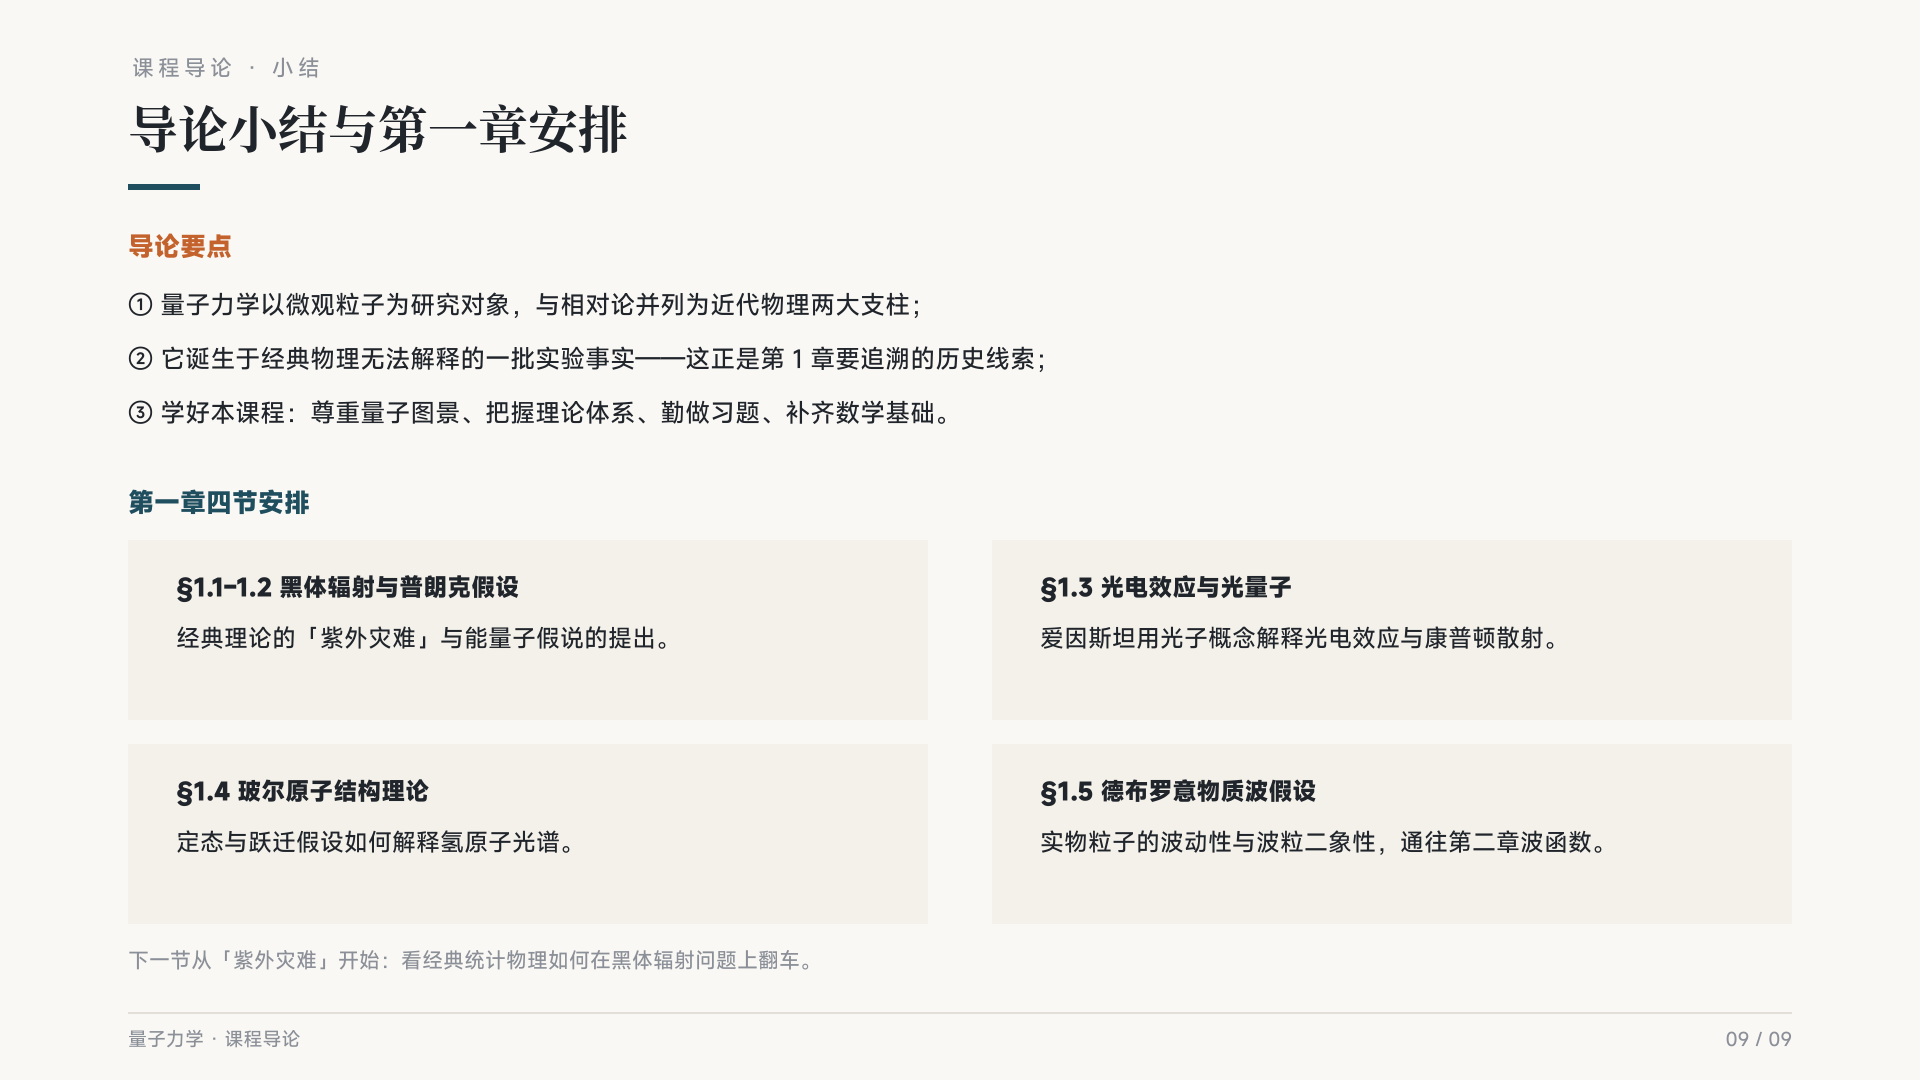 课程导论 · 小结
导论小结与第一章安排
导论要点
① 量子力学以微观粒子为研究对象，与相对论并列为近代物理两大支柱；
② 它诞生于经典物理无法解释的一批实验事实——这正是第 1 章要追溯的历史线索；
③ 学好本课程：尊重量子图景、把握理论体系、勤做习题、补齐数学基础。
第一章四节安排
§1.1–1.2 黑体辐射与普朗克假设
经典理论的「紫外灾难」与能量子假说的提出。
§1.3 光电效应与光量子
爱因斯坦用光子概念解释光电效应与康普顿散射。
§1.4 玻尔原子结构理论
定态与跃迁假设如何解释氢原子光谱。
§1.5 德布罗意物质波假设
实物粒子的波动性与波粒二象性，通往第二章波函数。
下一节从「紫外灾难」开始：看经典统计物理如何在黑体辐射问题上翻车。
量子力学 · 课程导论
09 / 09